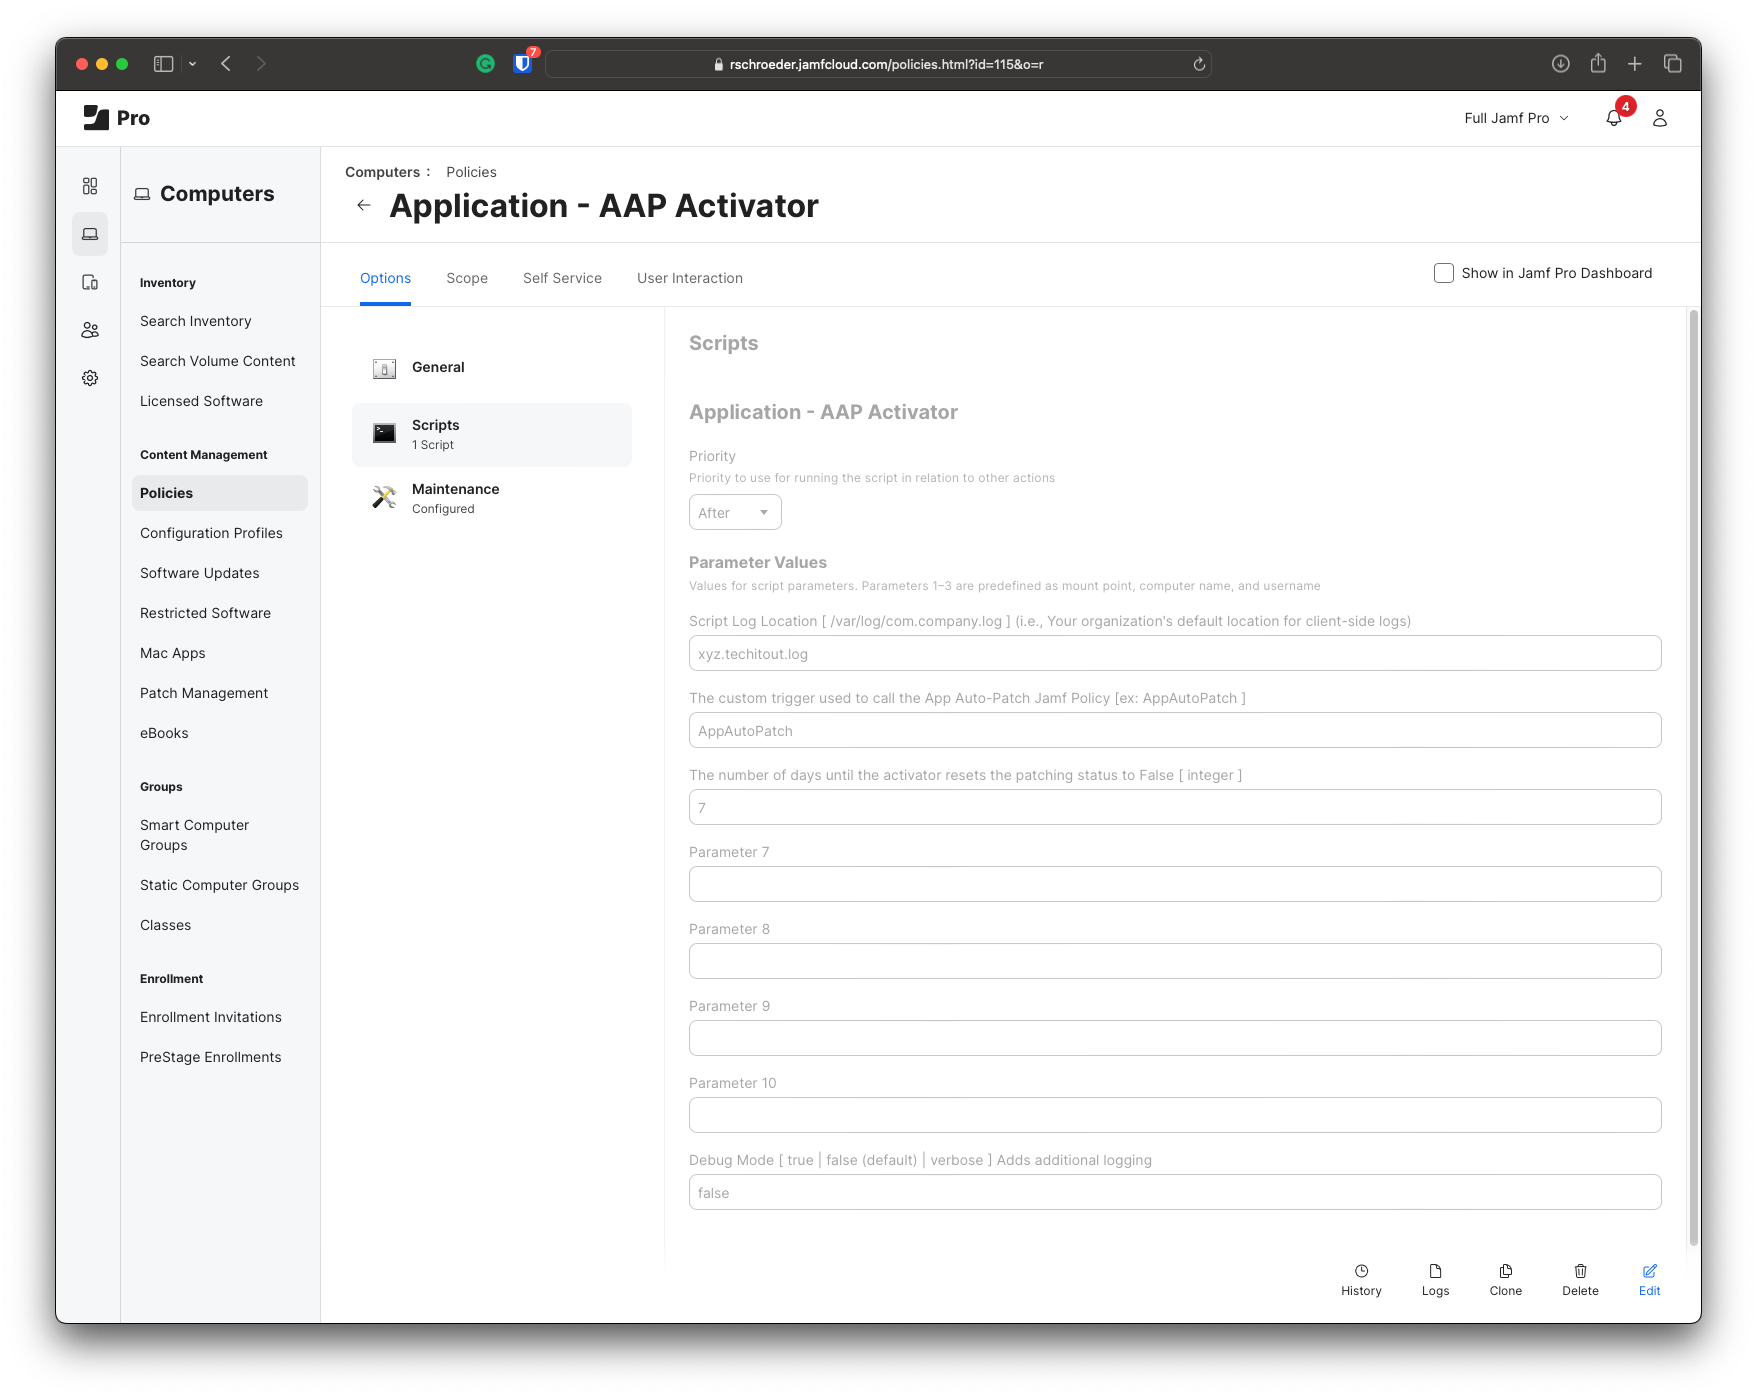 7
rschroeder.jamfcloud.com/policies.html?id=115&o=r
Pro
Full Jamf Pro
4
Computers
Inventory
Search Inventory
Search Volume Content
Licensed Software
Content Management
Policies
Configuration Profiles
Software Updates
Restricted Software
Mac Apps
Patch Management
eBooks
Groups
Smart Computer
Groups
Static Computer Groups
Classes
Enrollment
Enrollment Invitations
PreStage Enrollments
Computers : Policies
Application - AAP Activator
Options Scope Self Service User Interaction
Show in Jamf Pro Dashboard
General
Scripts
1 Script
Maintenance
Configured
Scripts
Application - AAP Activator
Priority
Priority to use for running the script in relation to other actions
After
Parameter Values
Values for script parameters. Parameters 1–3 are predefined as mount point, computer name, and username
Script Log Location [ /var/log/com.company.log ] (i.e., Your organization's default location for client-side logs)
xyz.techitout.log
The custom trigger used to call the App Auto-Patch Jamf Policy [ex: AppAutoPatch ]
AppAutoPatch
The number of days until the activator resets the patching status to False [ integer ]
7
Parameter 7
Parameter 8
Parameter 9
Parameter 10
Debug Mode [ true | false (default) | verbose ] Adds additional logging
false
History Logs Clone Delete Edit